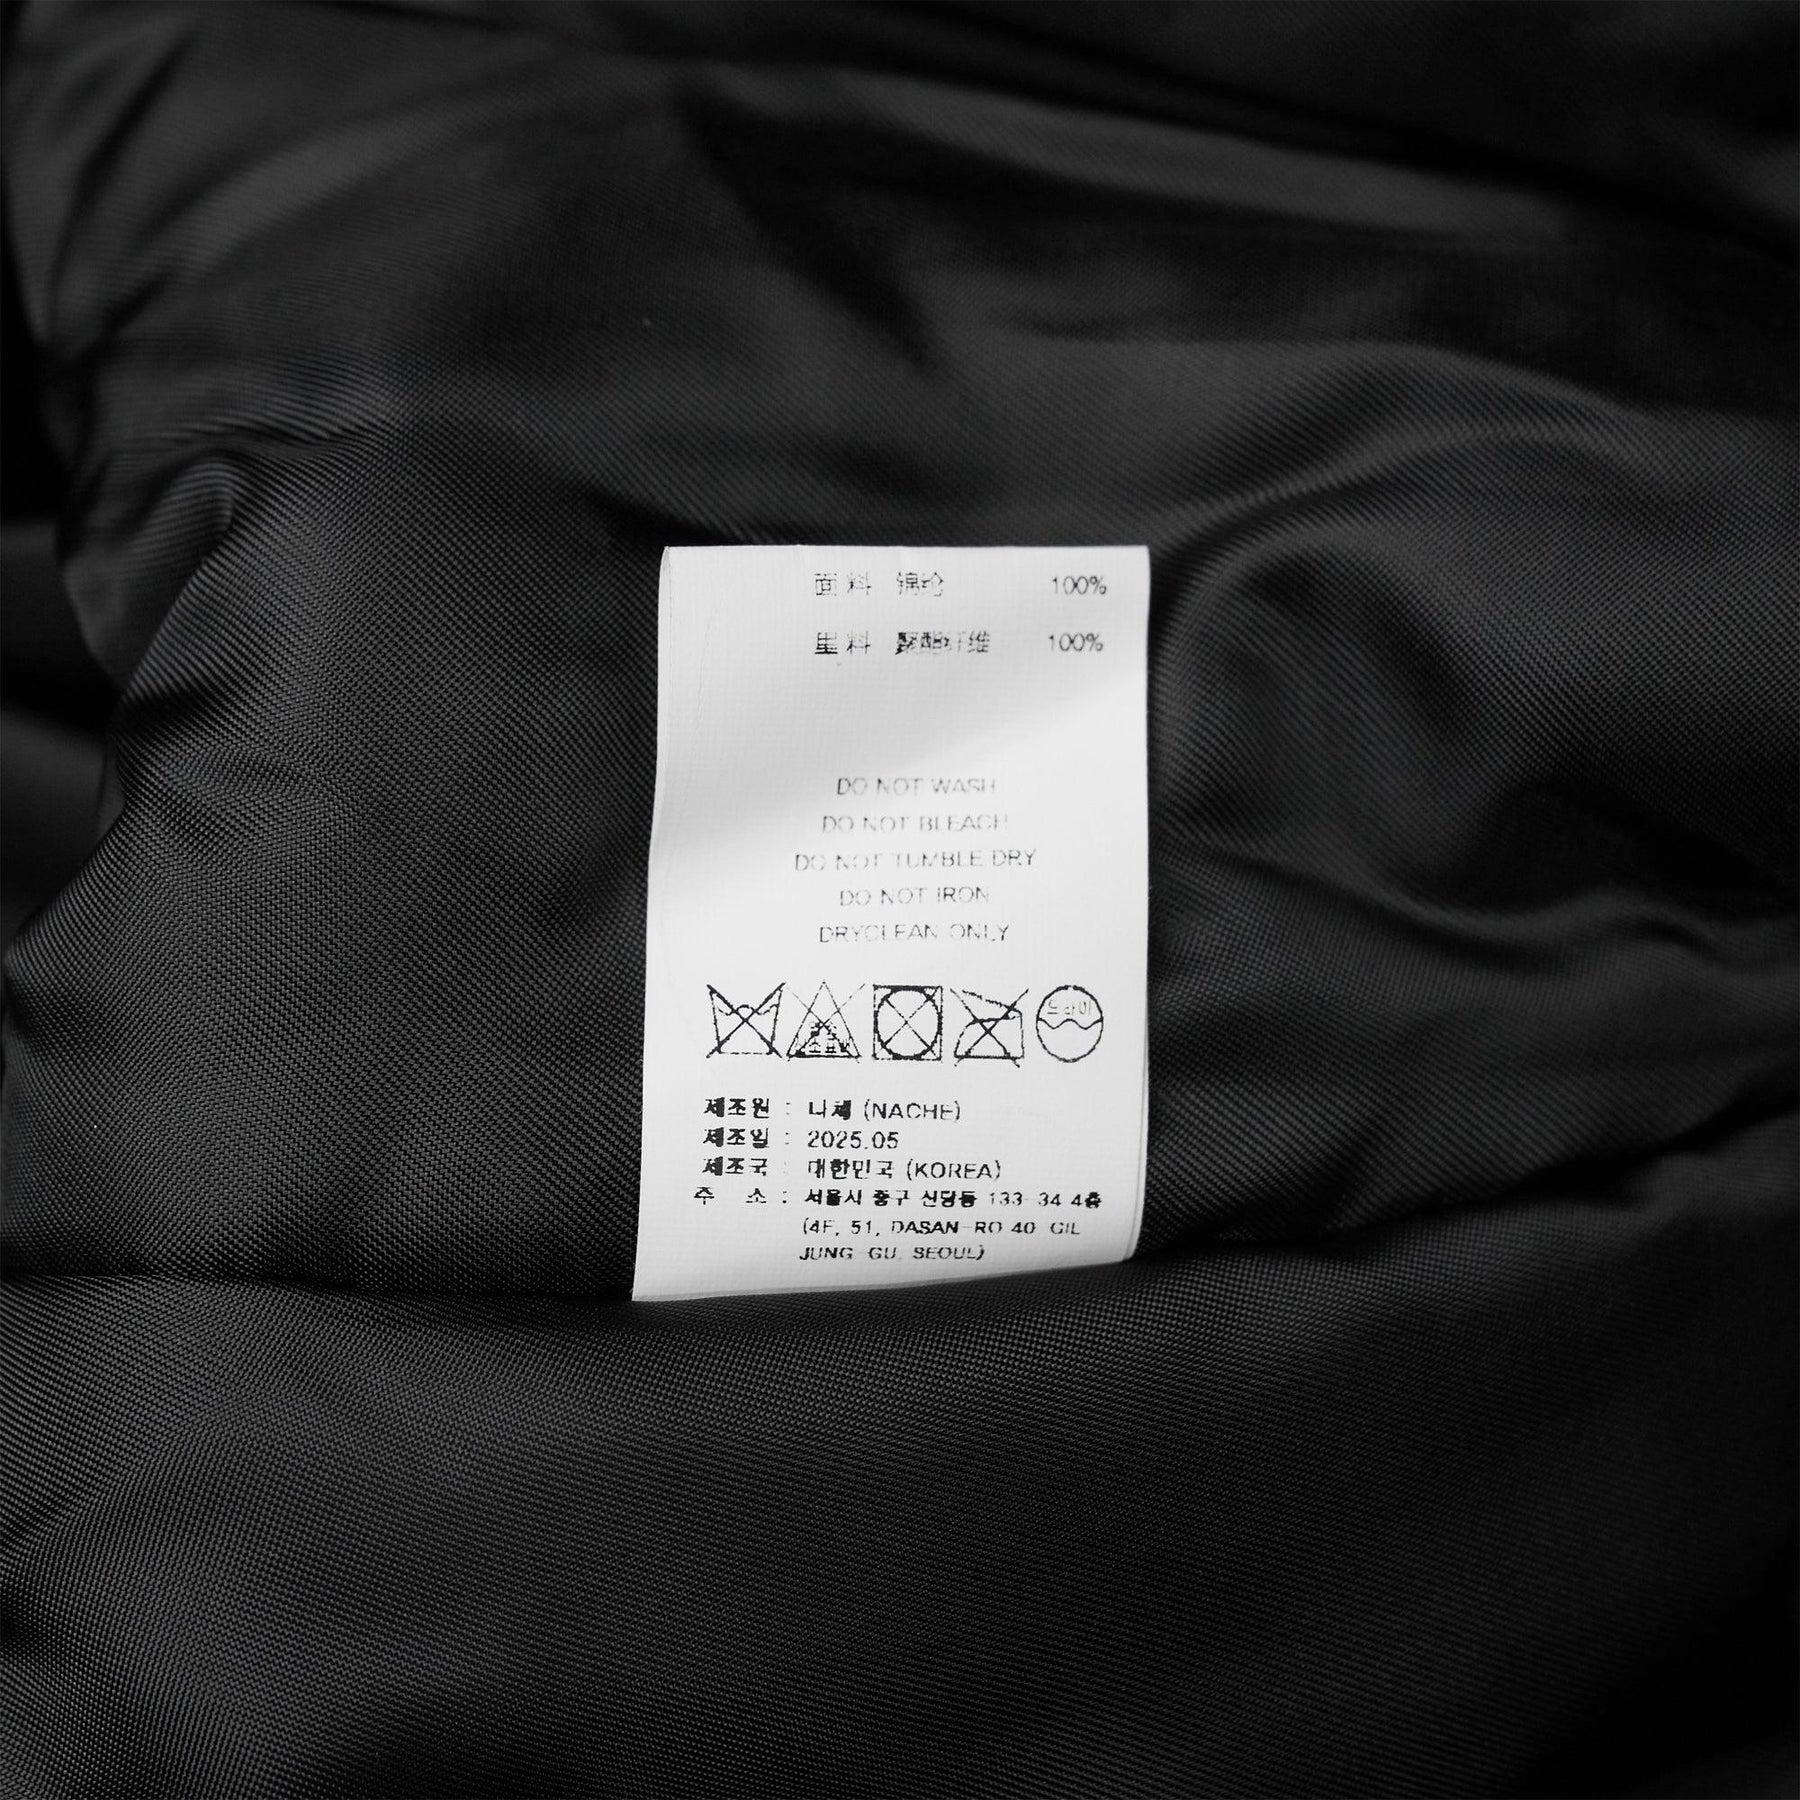 面料 锦纶 100%
里料 聚酯纤维 100%
DO NOT WASH
DO NOT BLEACH
DO NOT TUMBLE DRY
DO NOT IRON
DRYCLEAN ONLY
드라이
제조원 : 나체 (NACHE)
제조일 : 2025.05
제조국 : 대한민국 (KOREA)
주 소 : 서울시 중구 신당동 133-34 4층
(4F, 51, DASAN-RO 40-GIL
JUNG-GU, SEOUL)